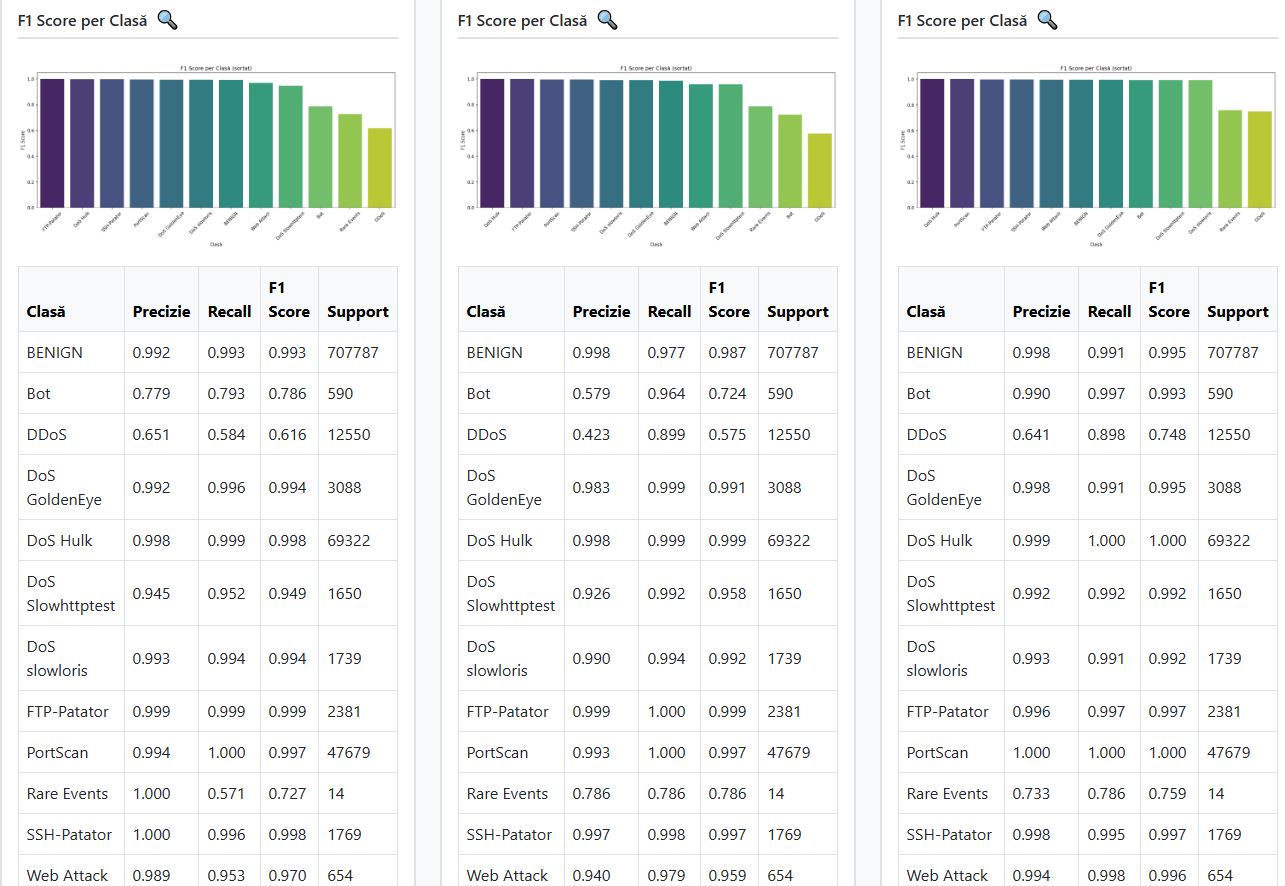 F1 Score per Clasă
F1 Score per Clasă (sortat)
F1 Score
1.0
0.8
0.6
0.4
0.2
0.0
FTP-Patator
DoS Hulk
SSH-Patator
PortScan
DoS GoldenEye
DoS slowloris
BENIGN
Web Attack
DoS Slowhttptest
Bot
Rare Events
DDoS
Clasă
Clasă Precizie Recall F1 Score Support
BENIGN 0.992 0.993 0.993 707787
Bot 0.779 0.793 0.786 590
DDoS 0.651 0.584 0.616 12550
DoS GoldenEye 0.992 0.996 0.994 3088
DoS Hulk 0.998 0.999 0.998 69322
DoS Slowhttptest 0.945 0.952 0.949 1650
DoS slowloris 0.993 0.994 0.994 1739
FTP-Patator 0.999 0.999 0.999 2381
PortScan 0.994 1.000 0.997 47679
Rare Events 1.000 0.571 0.727 14
SSH-Patator 1.000 0.996 0.998 1769
Web Attack 0.989 0.953 0.970 654
F1 Score per Clasă
F1 Score per Clasă (sortat)
F1 Score
1.0
0.8
0.6
0.4
0.2
0.0
DoS Hulk
FTP-Patator
PortScan
SSH-Patator
DoS slowloris
DoS GoldenEye
BENIGN
Web Attack
DoS Slowhttptest
Rare Events
Bot
DDoS
Clasă
Clasă Precizie Recall F1 Score Support
BENIGN 0.998 0.977 0.987 707787
Bot 0.579 0.964 0.724 590
DDoS 0.423 0.899 0.575 12550
DoS GoldenEye 0.983 0.999 0.991 3088
DoS Hulk 0.998 0.999 0.999 69322
DoS Slowhttptest 0.926 0.992 0.958 1650
DoS slowloris 0.990 0.994 0.992 1739
FTP-Patator 0.999 1.000 0.999 2381
PortScan 0.993 1.000 0.997 47679
Rare Events 0.786 0.786 0.786 14
SSH-Patator 0.997 0.998 0.997 1769
Web Attack 0.940 0.979 0.959 654
F1 Score per Clasă
F1 Score per Clasă (sortat)
F1 Score
1.0
0.8
0.6
0.4
0.2
0.0
DoS Hulk
PortScan
FTP-Patator
SSH-Patator
Web Attack
BENIGN
DoS GoldenEye
Bot
DoS Slowhttptest
DoS slowloris
Rare Events
DDoS
Clasă
Clasă Precizie Recall F1 Score Support
BENIGN 0.998 0.991 0.995 707787
Bot 0.990 0.997 0.993 590
DDoS 0.641 0.898 0.748 12550
DoS GoldenEye 0.998 0.991 0.995 3088
DoS Hulk 0.999 1.000 1.000 69322
DoS Slowhttptest 0.992 0.992 0.992 1650
DoS slowloris 0.993 0.991 0.992 1739
FTP-Patator 0.996 0.997 0.997 2381
PortScan 1.000 1.000 1.000 47679
Rare Events 0.733 0.786 0.759 14
SSH-Patator 0.998 0.995 0.997 1769
Web Attack 0.994 0.998 0.996 654